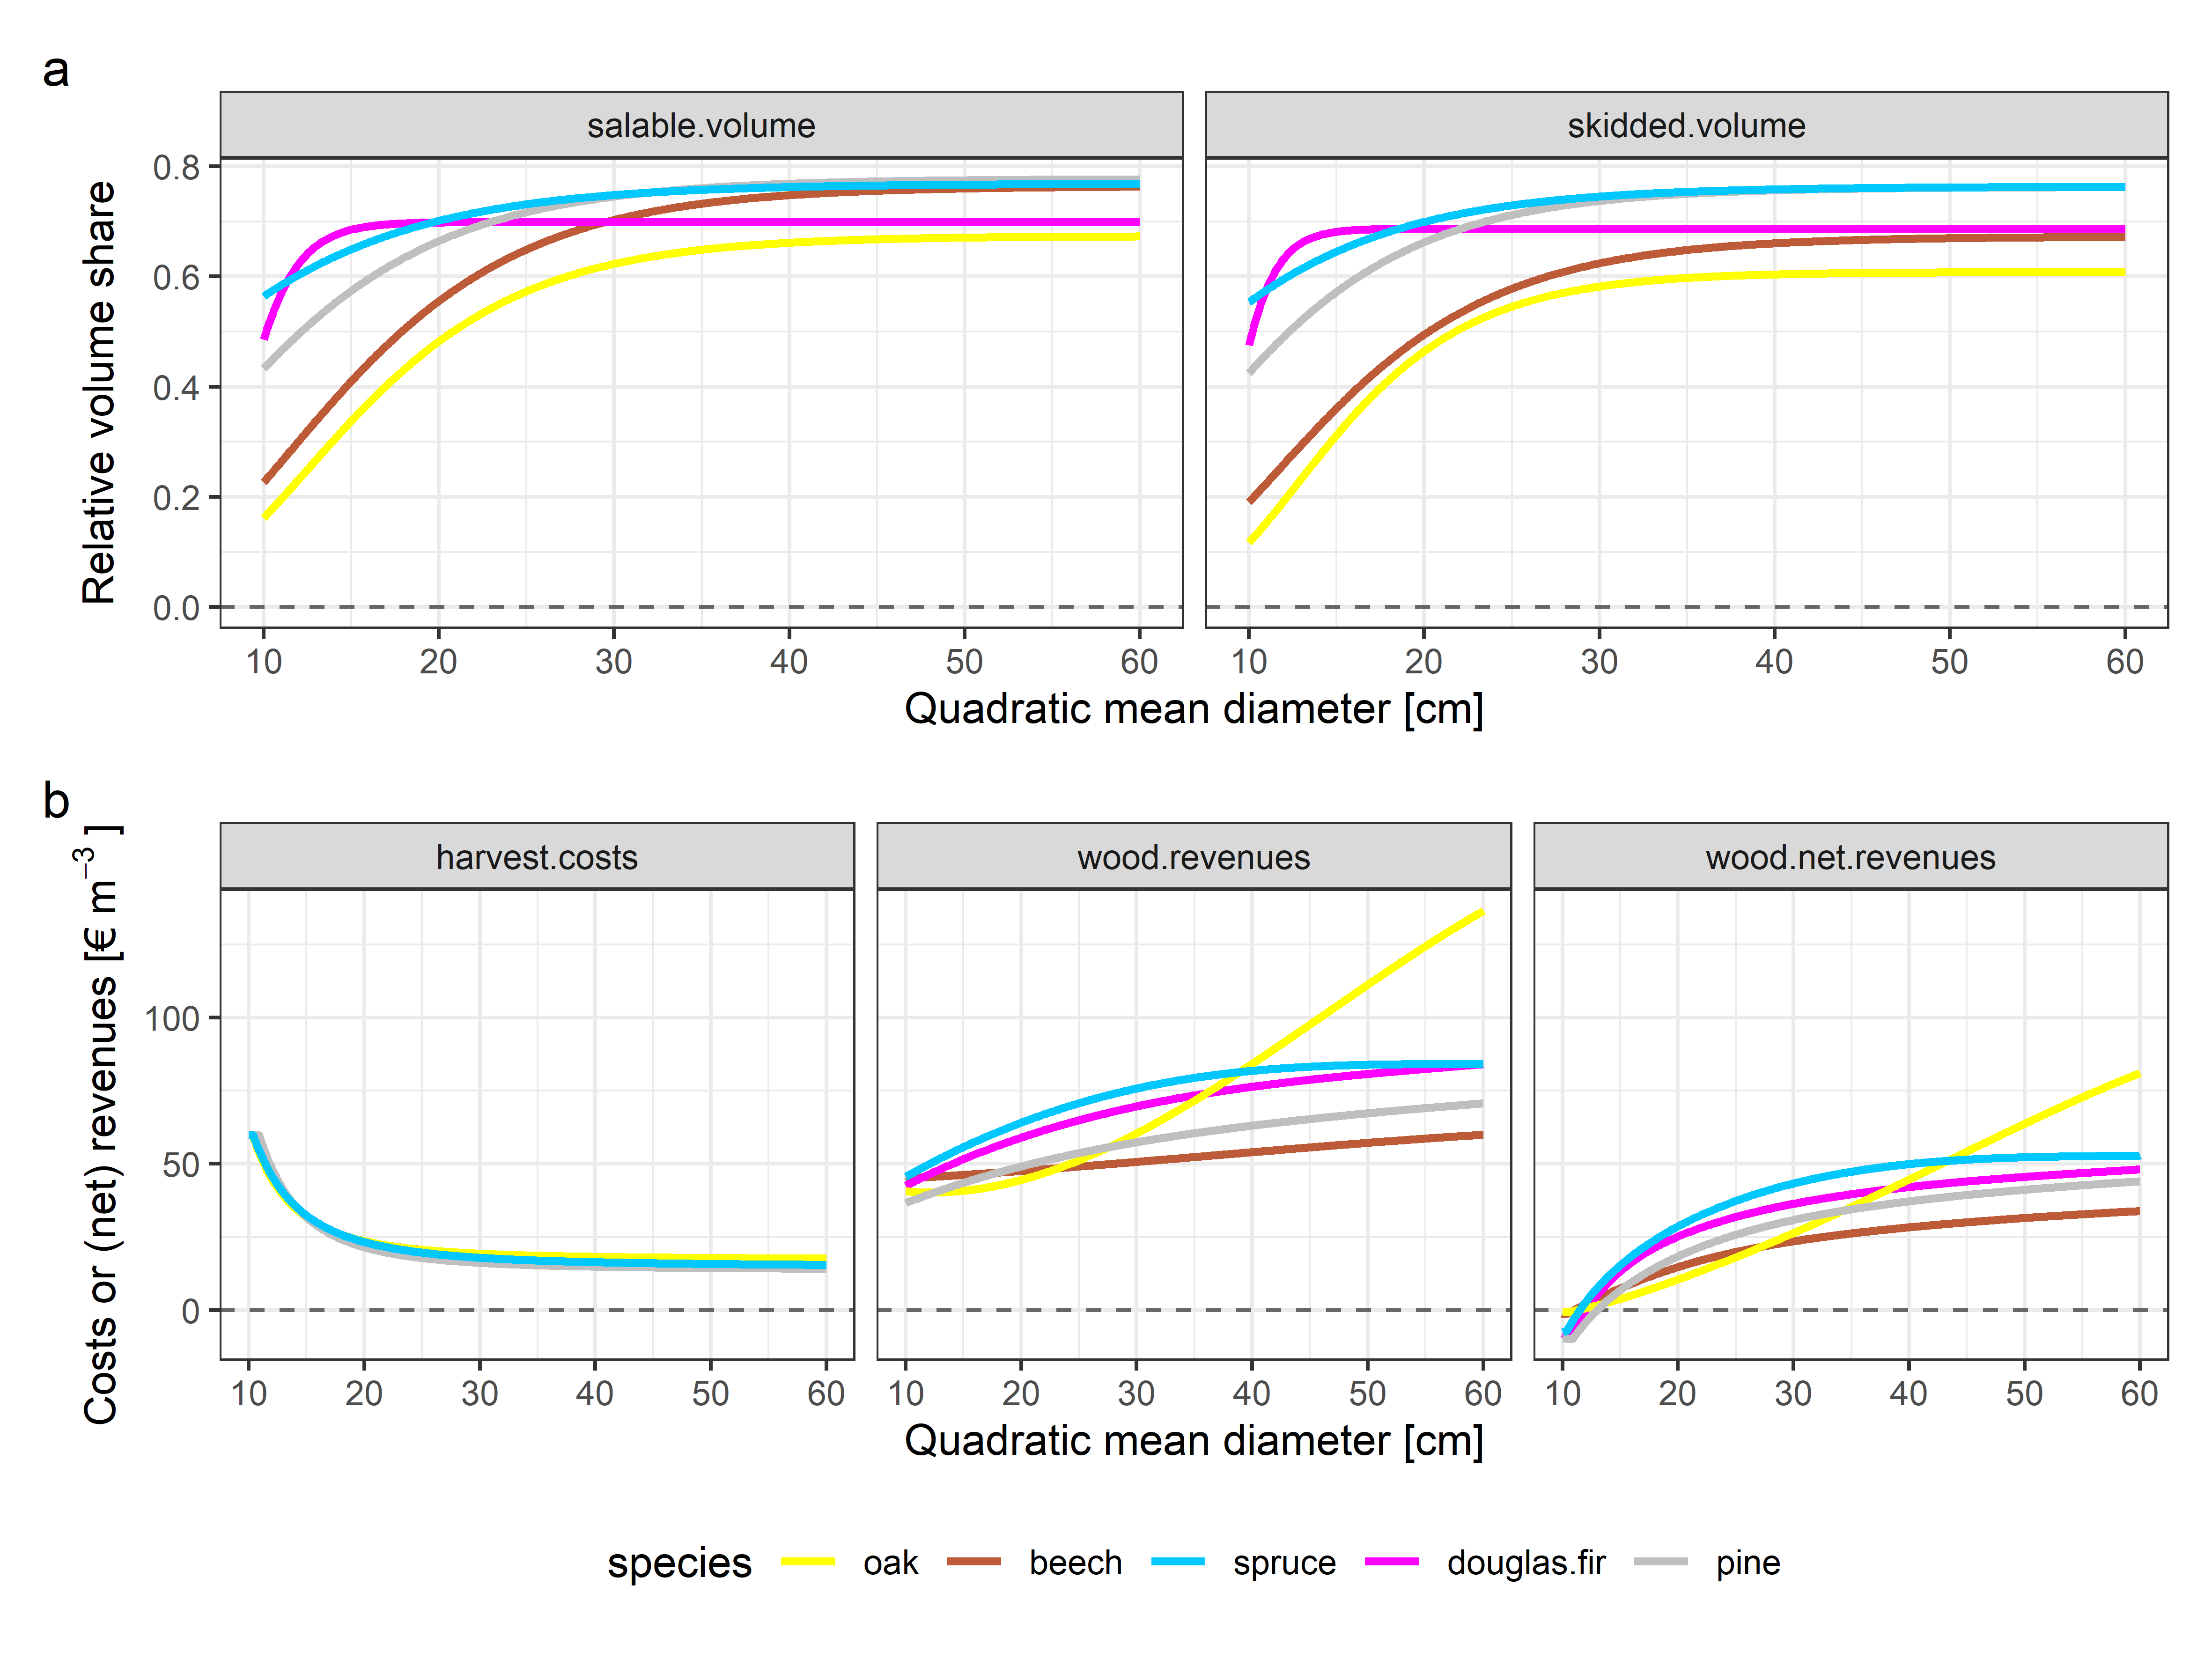 a
salable.volume
skidded.volume
Relative volume share
0.8
0.6
0.4
0.2
0.0
10 20 30 40 50 60
10 20 30 40 50 60
Quadratic mean diameter [cm]
b
harvest.costs
wood.revenues
wood.net.revenues
Costs or (net) revenues [€ m⁻³]
100
50
0
10 20 30 40 50 60
10 20 30 40 50 60
10 20 30 40 50 60
Quadratic mean diameter [cm]
species oak beech spruce douglas.fir pine